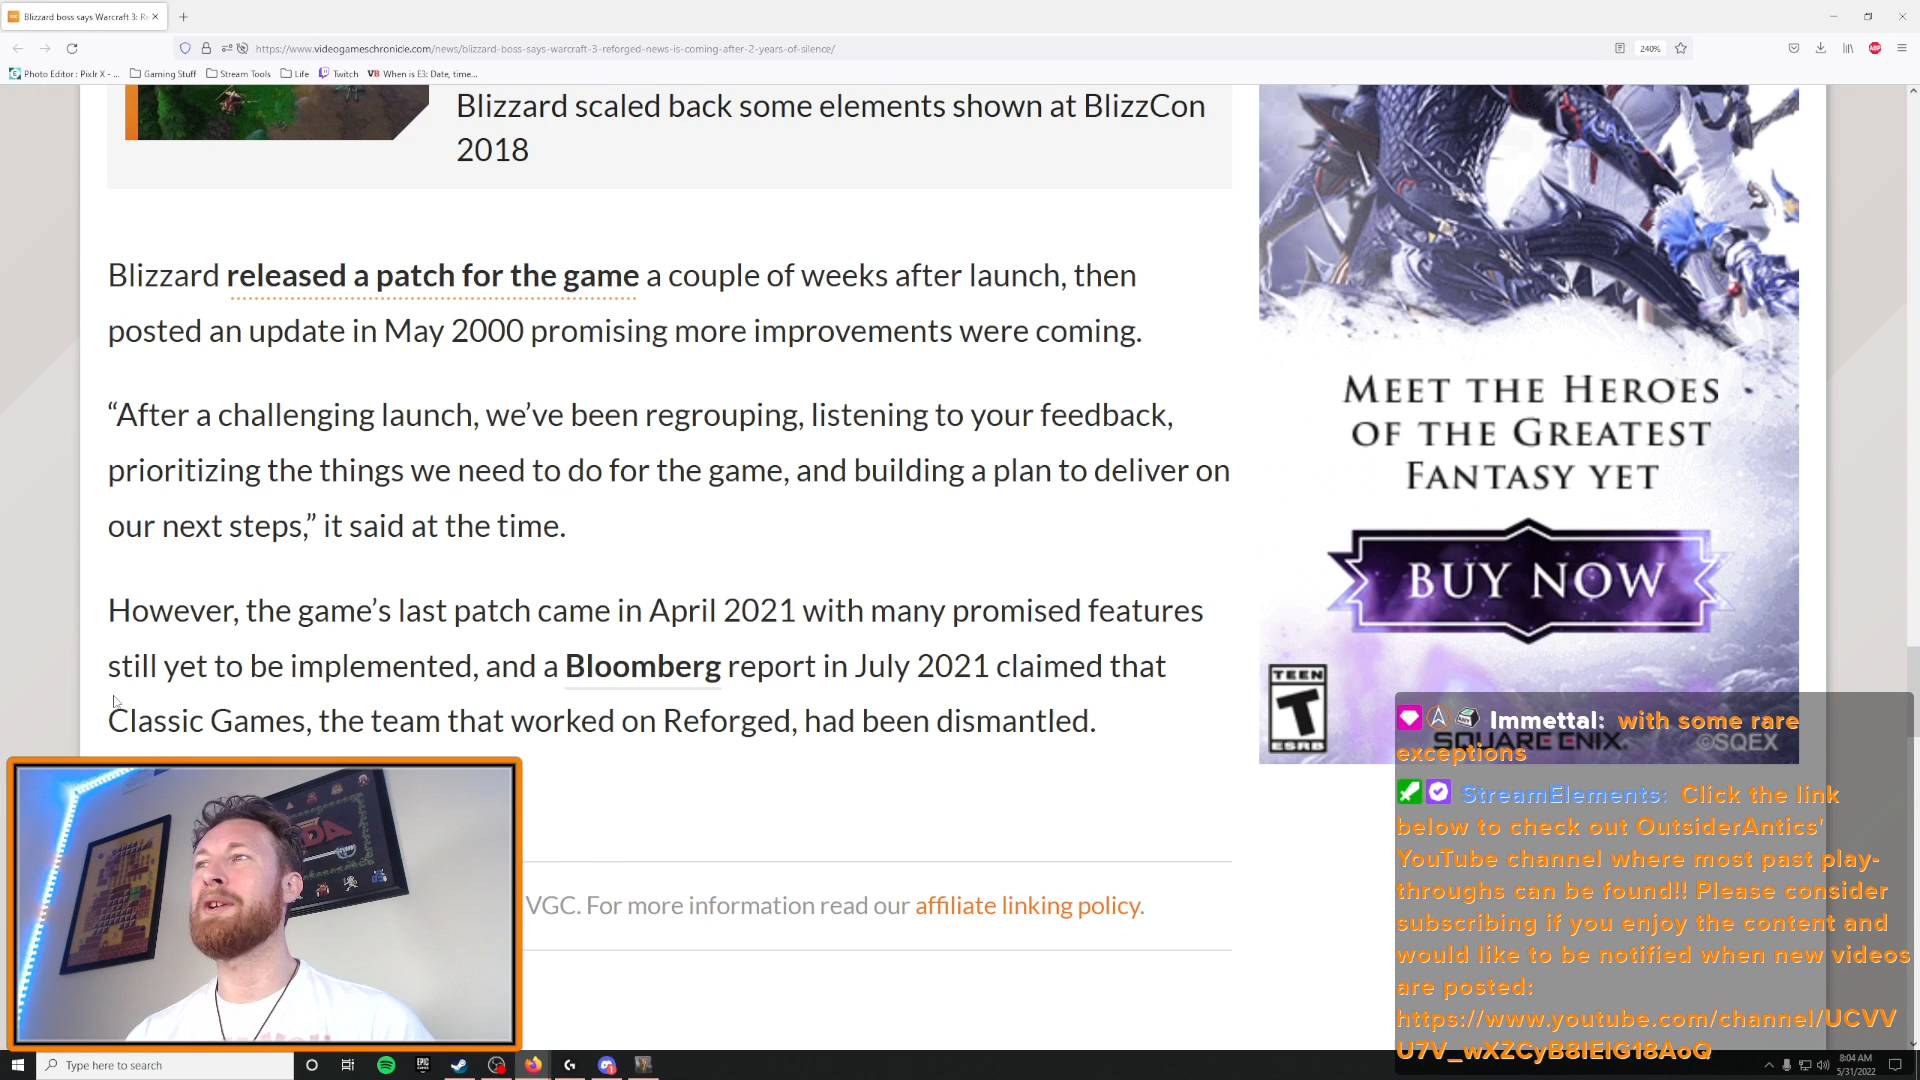 Blizzard boss says Warcraft 3: Re
https://www.videogameschronicle.com/news/blizzard-boss-says-warcraft-3-reforged-news-is-coming-after-2-years-of-silence/
240%
Photo Editor : Pixlr X - ...
Gaming Stuff
Stream Tools
Life
Twitch
When is E3: Date, time...
Blizzard scaled back some elements shown at BlizzCon
2018
Blizzard released a patch for the game a couple of weeks after launch, then
posted an update in May 2000 promising more improvements were coming.
“After a challenging launch, we’ve been regrouping, listening to your feedback,
prioritizing the things we need to do for the game, and building a plan to deliver on
our next steps,” it said at the time.
However, the game’s last patch came in April 2021 with many promised features
still yet to be implemented, and a Bloomberg report in July 2021 claimed that
Classic Games, the team that worked on Reforged, had been dismantled.
VGC. For more information read our affiliate linking policy.
MEET THE HEROES
OF THE GREATEST
FANTASY YET
BUY NOW
TEEN
T
ESRB
SQUARE ENIX.
©SQEX
Immettal: with some rare
exceptions
StreamElements: Click the link
below to check out OutsiderAntics'
YouTube channel where most past play-
throughs can be found!! Please consider
subscribing if you enjoy the content and
would like to be notified when new videos
are posted:
https://www.youtube.com/channel/UCVV
U7V_wXZCyB8IEIG18AoQ
Type here to search
8:04 AM
5/31/2022